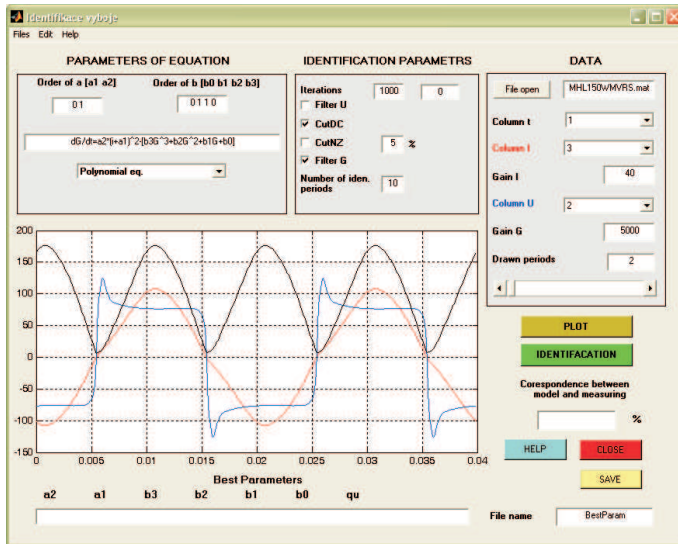 Identifikace vyboje
Files Edit Help
PARAMETERS OF EQUATION
Order of a [a1 a2]
Order of b [b0 b1 b2 b3]
0 1
0 1 1 0
dG/dt=a2*(i+a1)^2-[b3G^3+b2G^2+b1G+b0]
Polynomial eq.
IDENTIFICATION PARAMETRS
Iterations 1000 0
Filter U
CutDC
CutNZ 5 %
Filter G
Number of iden. periods 10
DATA
File open MHL150WMVRS.mat
Column t 1
Column I 3
Gain I 40
Column U 2
Gain G 5000
Drawn periods 2
200
150
100
50
0
-50
-100
-150
0 0.005 0.01 0.015 0.02 0.025 0.03 0.035 0.04
PLOT
IDENTIFACATION
Corespondence between
model and measuring
%
HELP CLOSE
SAVE
Best Parameters
a2 a1 b3 b2 b1 b0 qu
File name BestParam